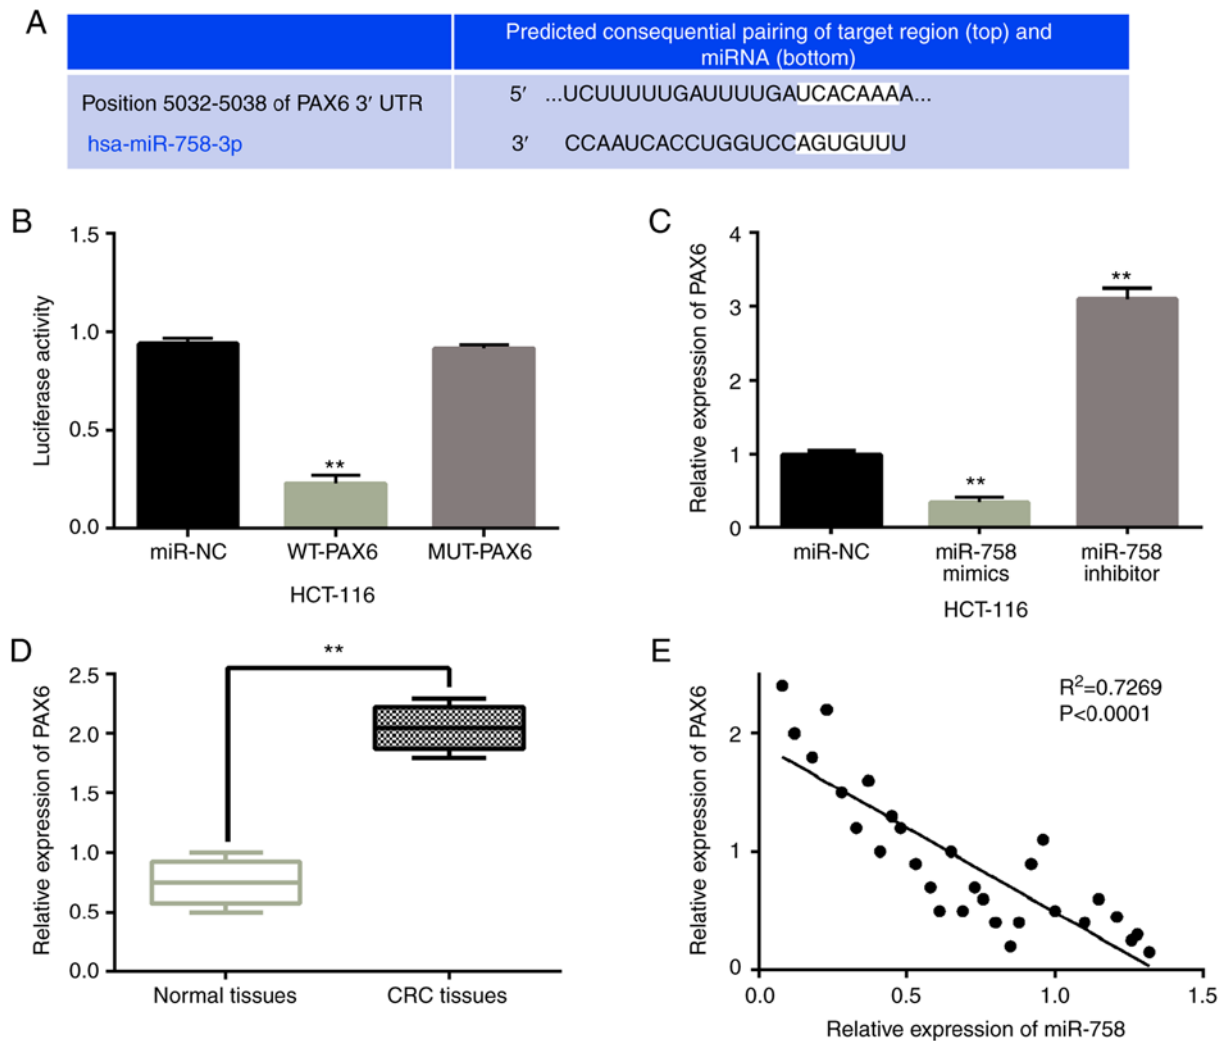 A
Predicted consequential pairing of target region (top) and
miRNA (bottom)
Position 5032-5038 of PAX6 3′ UTR
5′ ...UCUUUUUGAUUUUGAUCACAAAA...
hsa-miR-758-3p
3′ CCAAUCACCUGGUCCAGUGUUU
B
Luciferase activity
1.5
1.0
0.5
0.0
**
miR-NC
WT-PAX6
MUT-PAX6
HCT-116
C
Relative expression of PAX6
4
3
2
1
0
**
**
miR-NC
miR-758
mimics
miR-758
inhibitor
HCT-116
D
Relative expression of PAX6
2.5
2.0
1.5
1.0
0.5
0.0
**
Normal tissues
CRC tissues
E
Relative expression of PAX6
2
1
0
R²=0.7269
P<0.0001
0.0
0.5
1.0
1.5
Relative expression of miR-758